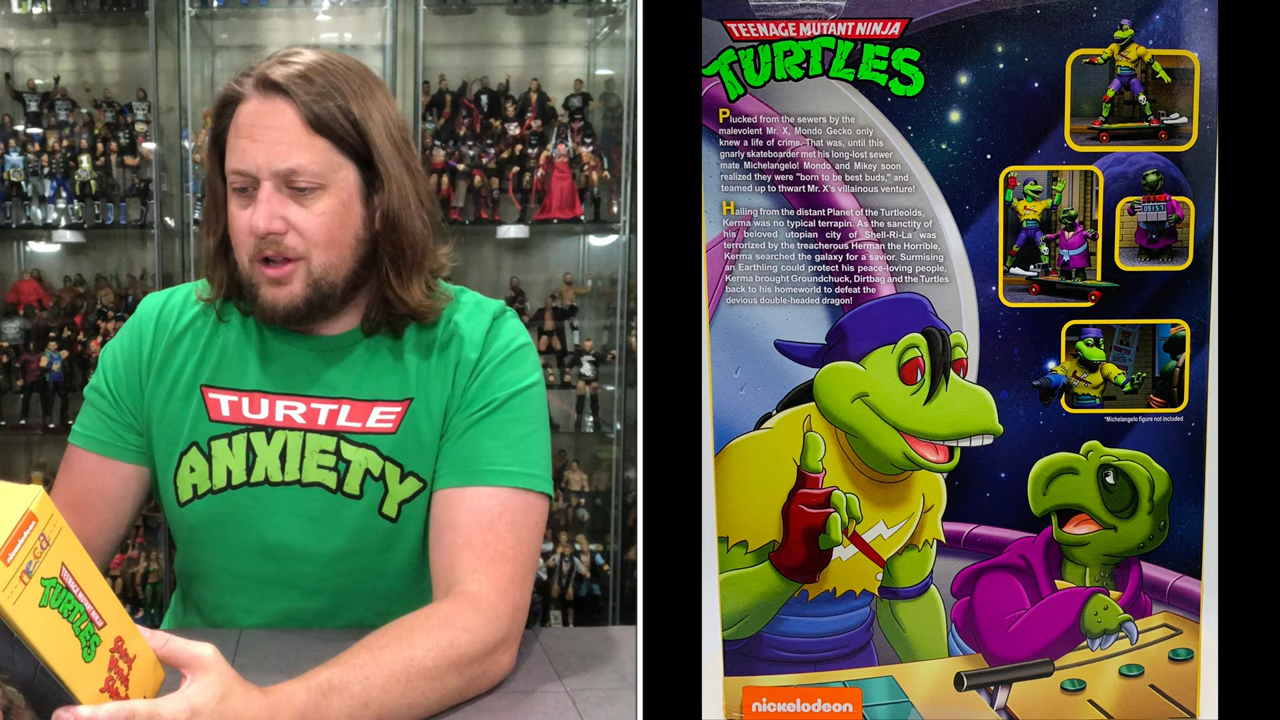 TURTLE
ANXIETY
nickelodeon
neca
TEENAGE MUTANT NINJA
TURTLES
TEENAGE MUTANT NINJA
TURTLES
Plucked from the sewers by the
malevolent Mr. X, Mondo Gecko only
knew a life of crime. That was, until this
gnarly skateboarder met his long-lost sewer
mate Michelangelo! Mondo and Mikey soon
realized they were "born to be best buds," and
teamed up to thwart Mr. X's villainous venture!
Hailing from the distant Planet of the Turtleoids,
Kerma was no typical terrapin. As the sanctity of
his beloved utopian city of Shell-Ri-La was
terrorized by the treacherous Herman the Horrible,
Kerma searched the galaxy for a savior. Surmising
an Earthling could protect his peace-loving people,
Kerma brought Groundchuck, Dirtbag and the Turtles
back to his homeworld to defeat the
devious double-headed dragon!
WANTED
*Michelangelo figure not included
nickelodeon